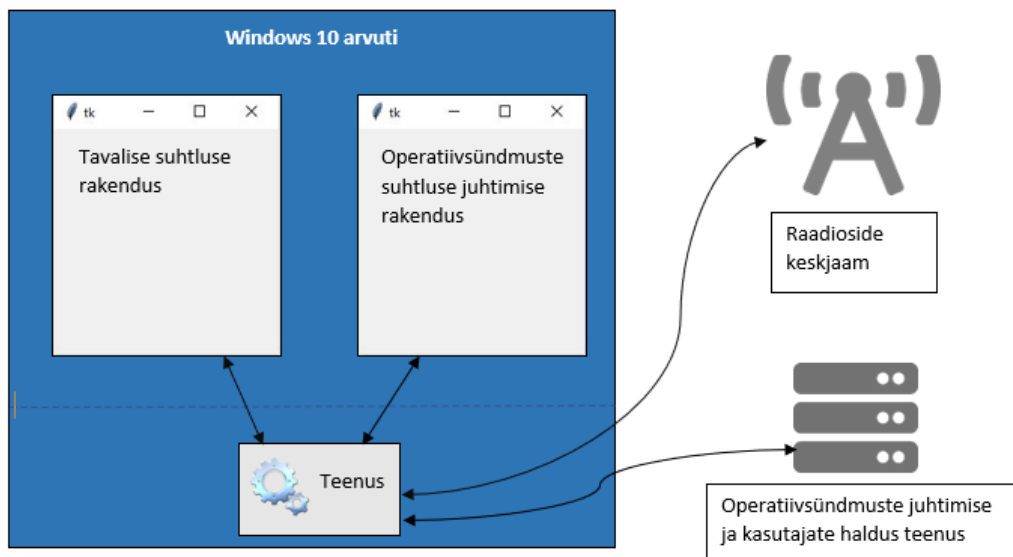 Windows 10 arvuti
tk
Tavalise suhtluse
rakendus
tk
Operatiivsündmuste
suhtluse juhtimise
rakendus
Teenus
Raadioside
keskjaam
Operatiivsündmuste juhtimise
ja kasutajate haldus teenus